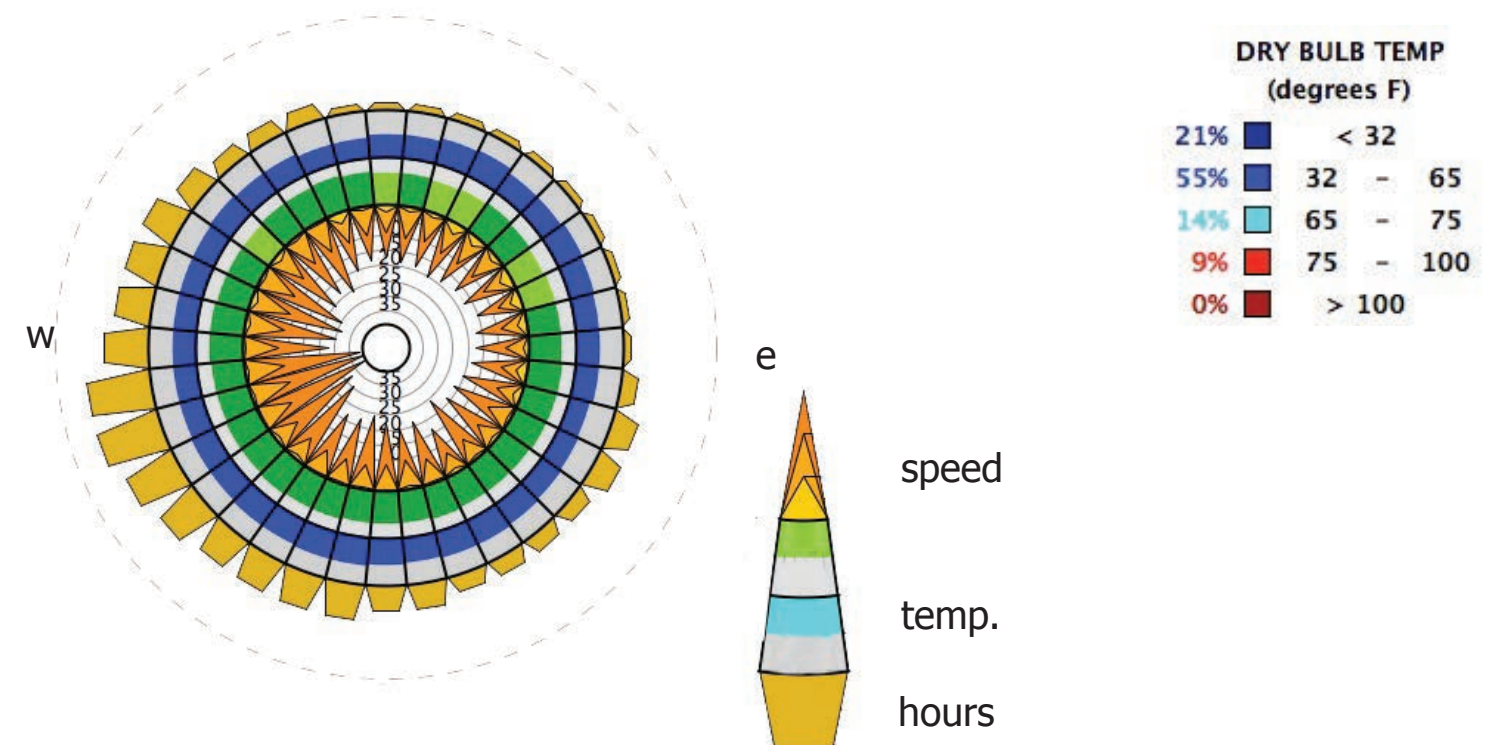 DRY BULB TEMP
(degrees F)
21% < 32
55% 32 - 65
14% 65 - 75
9% 75 - 100
0% > 100
w
20
25
30
35
e
35
30
25
20
speed
temp.
hours